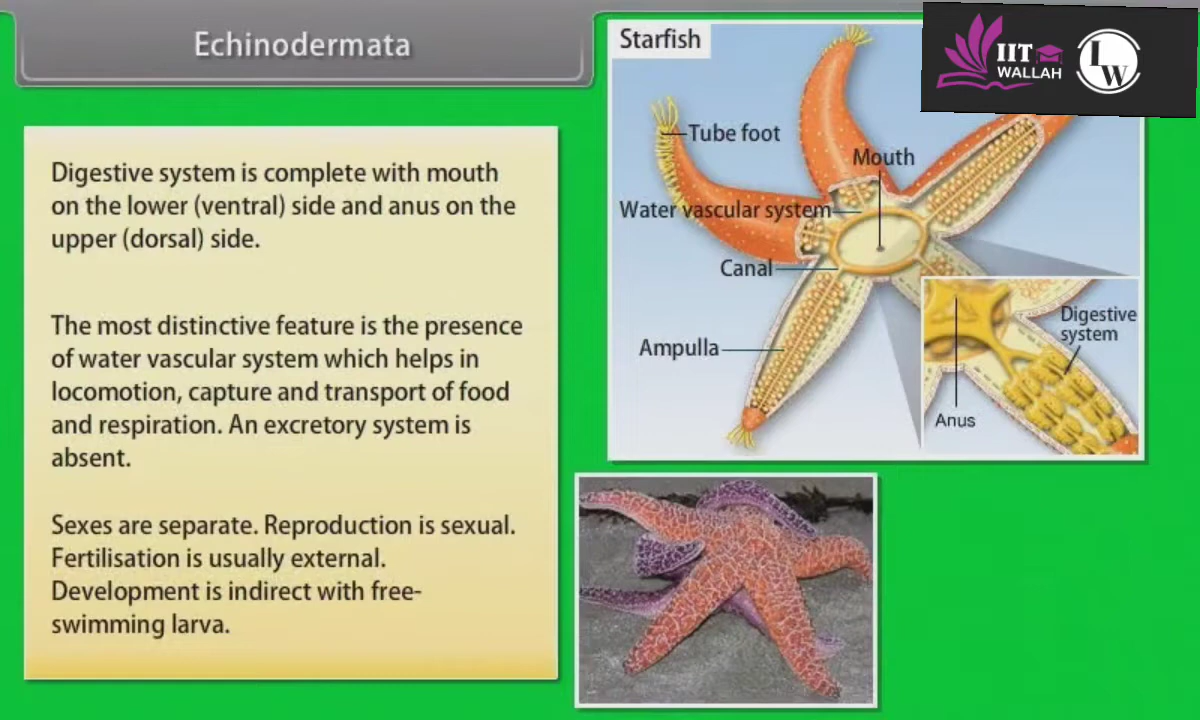 Echinodermata
Starfish
IIT
WALLAH
LW
Digestive system is complete with mouth
on the lower (ventral) side and anus on the
upper (dorsal) side.
The most distinctive feature is the presence
of water vascular system which helps in
locomotion, capture and transport of food
and respiration. An excretory system is
absent.
Sexes are separate. Reproduction is sexual.
Fertilisation is usually external.
Development is indirect with free-
swimming larva.
Tube foot
Mouth
Water vascular system
Canal
Ampulla
Digestive
system
Anus